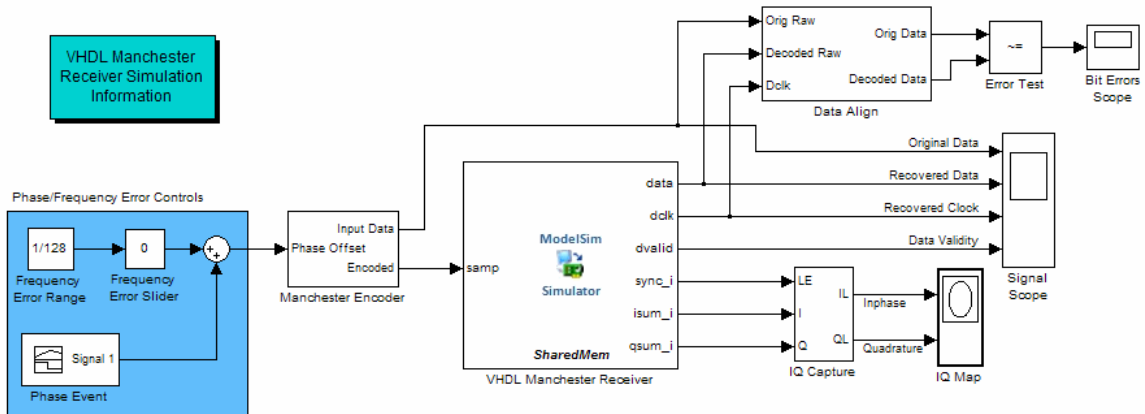 VHDL Manchester
Receiver Simulation
Information
Phase/Frequency Error Controls
1/128
Frequency
Error Range
0
Frequency
Error Slider
Signal 1
Phase Event
Input Data
Phase Offset
Encoded
Manchester Encoder
samp
ModelSim
Simulator
SharedMem
data
dclk
dvalid
sync_i
isum_i
qsum_i
VHDL Manchester Receiver
Orig Raw
Decoded Raw
Dclk
Orig Data
Decoded Data
Data Align
~=
Error Test
Bit Errors
Scope
Original Data
Recovered Data
Recovered Clock
Data Validity
Signal
Scope
LE
I
Q
IL
QL
IQ Capture
Inphase
Quadrature
IQ Map